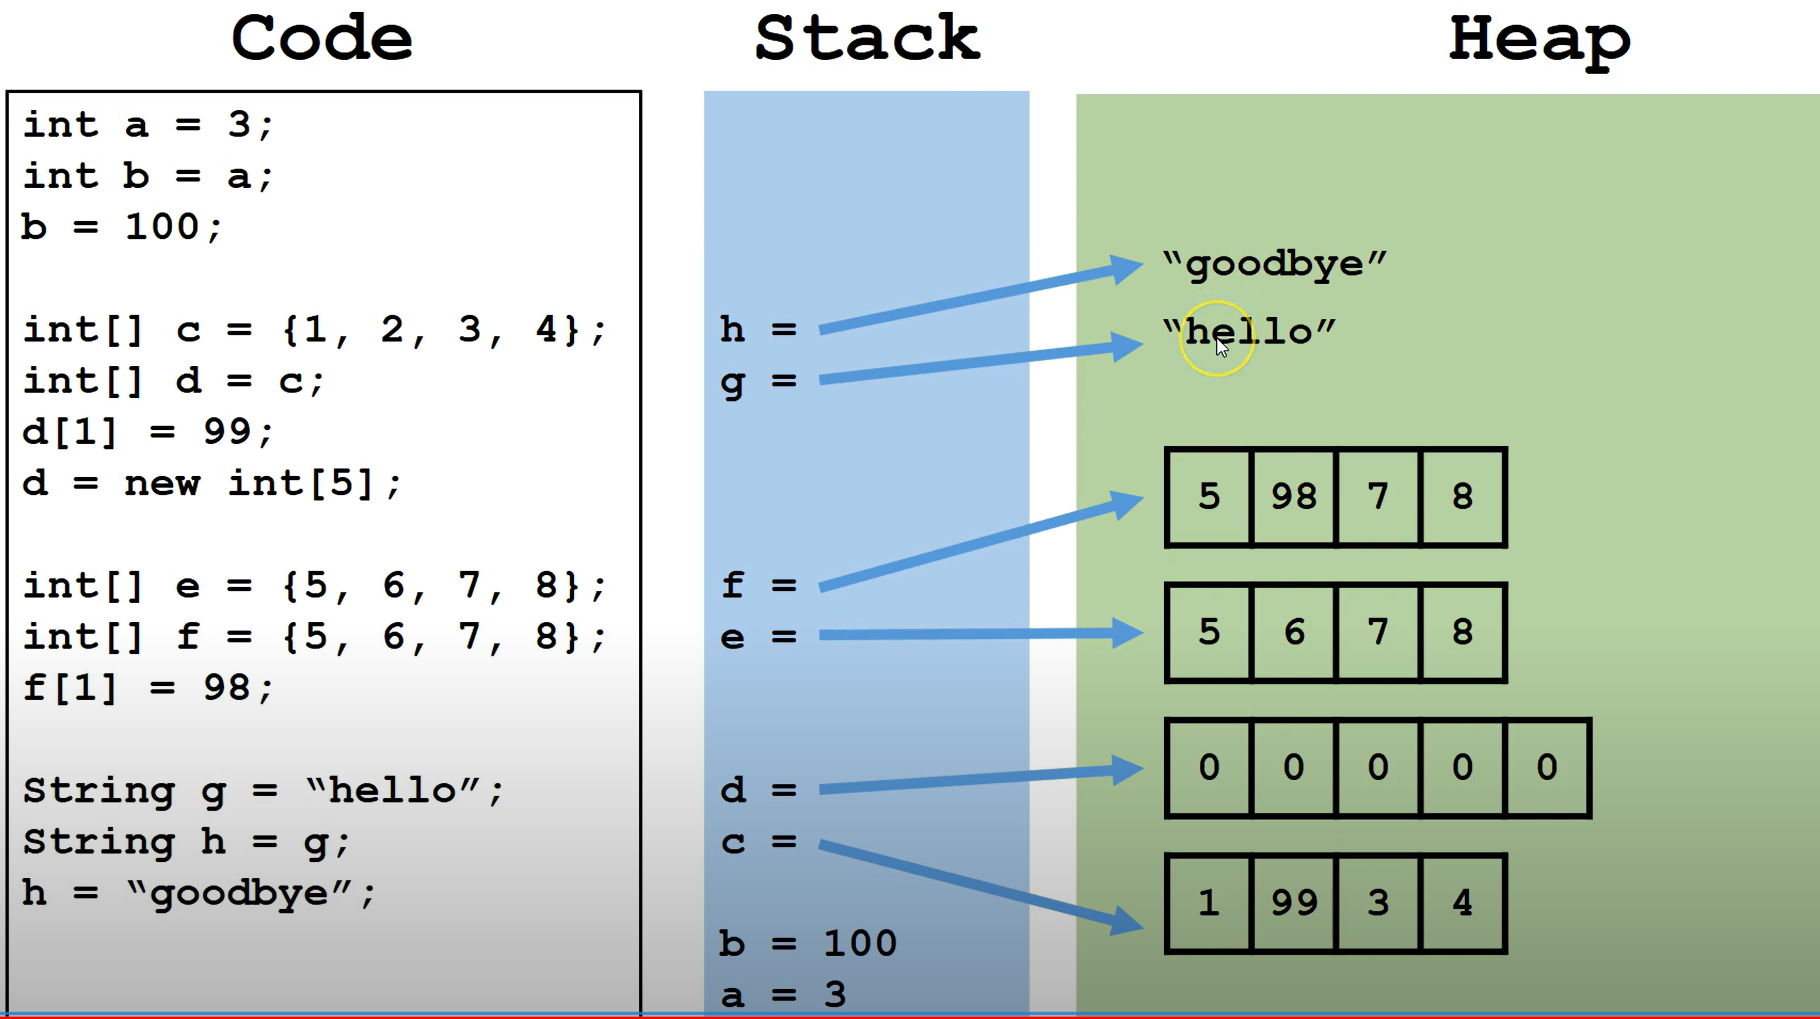 Code
int a = 3;
int b = a;
b = 100;
int[] c = {1, 2, 3, 4};
int[] d = c;
d[1] = 99;
d = new int[5];
int[] e = {5, 6, 7, 8};
int[] f = {5, 6, 7, 8};
f[1] = 98;
String g = “hello”;
String h = g;
h = “goodbye”;
Stack
h =
g =
f =
e =
d =
c =
b = 100
a = 3
Heap
“goodbye”
“hello”
5 98 7 8
5 6 7 8
0 0 0 0 0
1 99 3 4